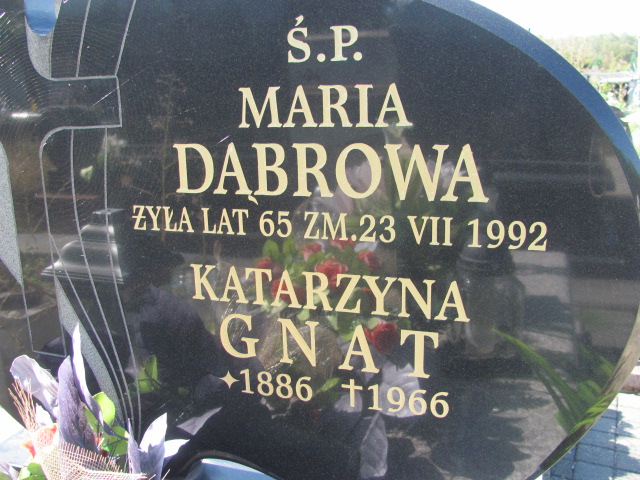 Ś.P.
MARIA
DĄBROWA
ŻYŁA LAT 65 ZM.23 VII 1992
KATARZYNA
GNAT
✦1886 ✝1966